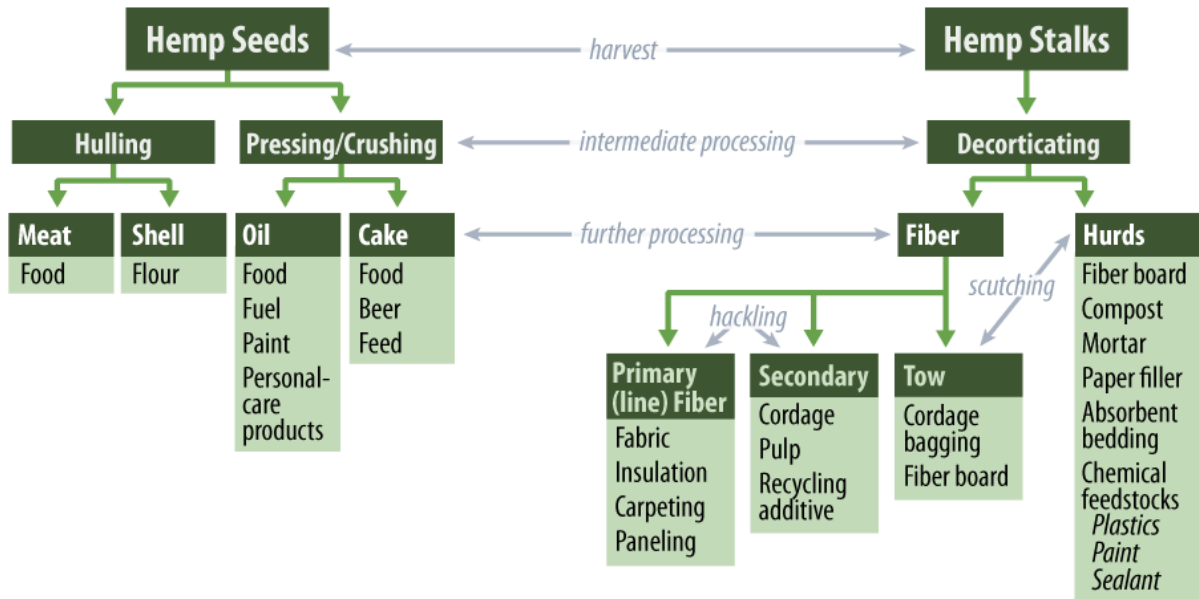 Hemp Seeds
harvest
Hemp Stalks
Hulling
Pressing/Crushing
intermediate processing
Decorticating
Meat
Food
Shell
Flour
Oil
Food
Fuel
Paint
Personal-
care
products
Cake
Food
Beer
Feed
further processing
Fiber
hackling
scutching
Primary
(line) Fiber
Fabric
Insulation
Carpeting
Paneling
Secondary
Cordage
Pulp
Recycling
additive
Tow
Cordage
bagging
Fiber board
Hurds
Fiber board
Compost
Mortar
Paper filler
Absorbent
bedding
Chemical
feedstocks
Plastics
Paint
Sealant